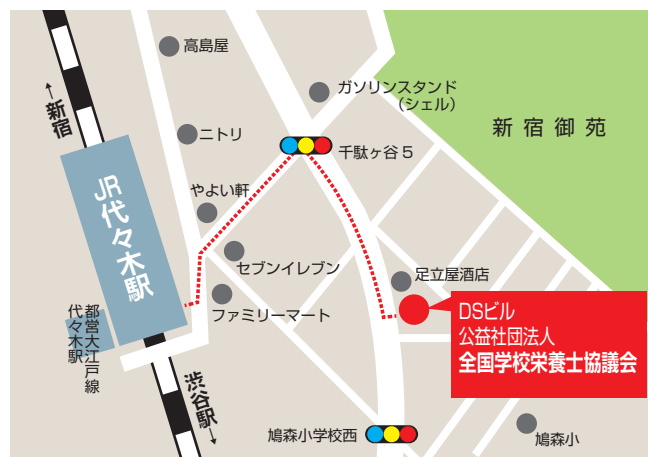 高島屋
ガソリンスタンド
（シェル）
←新宿
ニトリ
新宿御苑
千駄ヶ谷5
JR代々木駅
やよい軒
セブンイレブン
足立屋酒店
ファミリーマート
都営大江戸線
代々木駅
DSビル
公益社団法人
全国学校栄養士協議会
渋谷駅→
鳩森小学校西
鳩森小